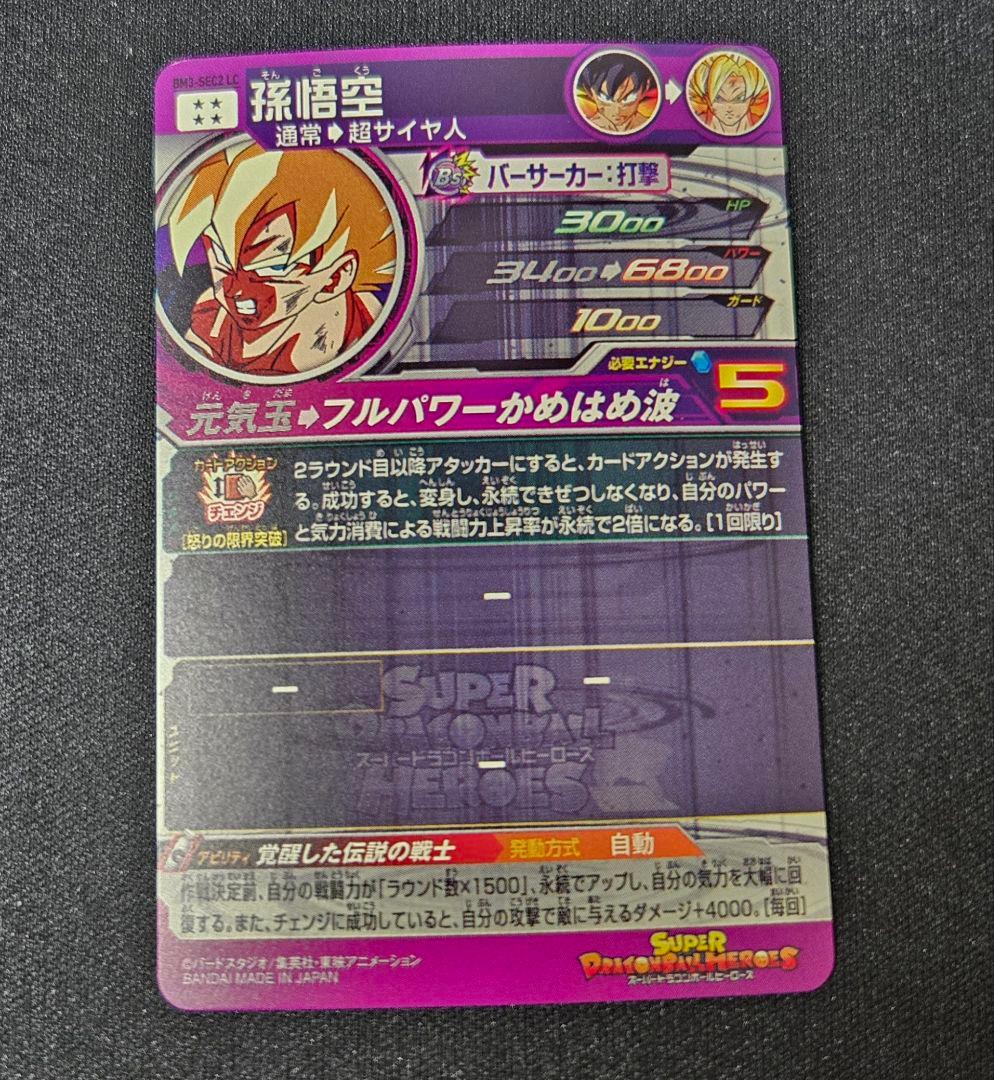 BM3-SEC2 LC
そん ご くう
孫悟空
通常➡超サイヤ人
Bs バーサーカー:打撃
HP
3000
パワー
3400➡6800
ガード
1000
必要エナジー 5
げん き だま は
元気玉➡フルパワーかめはめ波
カードアクション
チェンジ
[怒りの限界突破]
2ラウンド目以降アタッカーにすると、カードアクションが発生す
る。成功すると、変身し、永続できぜつしなくなり、自分のパワー
と気力消費による戦闘力上昇率が永続で2倍になる。[1回限り]
-
ユニット
- -
-
SUPER
DRAGONBALL
スーパードラゴンボールヒーローズ
HEROES
アビリティ 覚醒した伝説の戦士 発動方式 自動
作戦決定前、自分の戦闘力が「ラウンド数×1500」、永続でアップし、自分の気力を大幅に回
復する。また、チェンジに成功していると、自分の攻撃で敵に与えるダメージ+4000。[毎回]
©バードスタジオ/集英社・東映アニメーション
BANDAI MADE IN JAPAN
SUPER
DRAGONBALL HEROES
スーパードラゴンボールヒーローズ